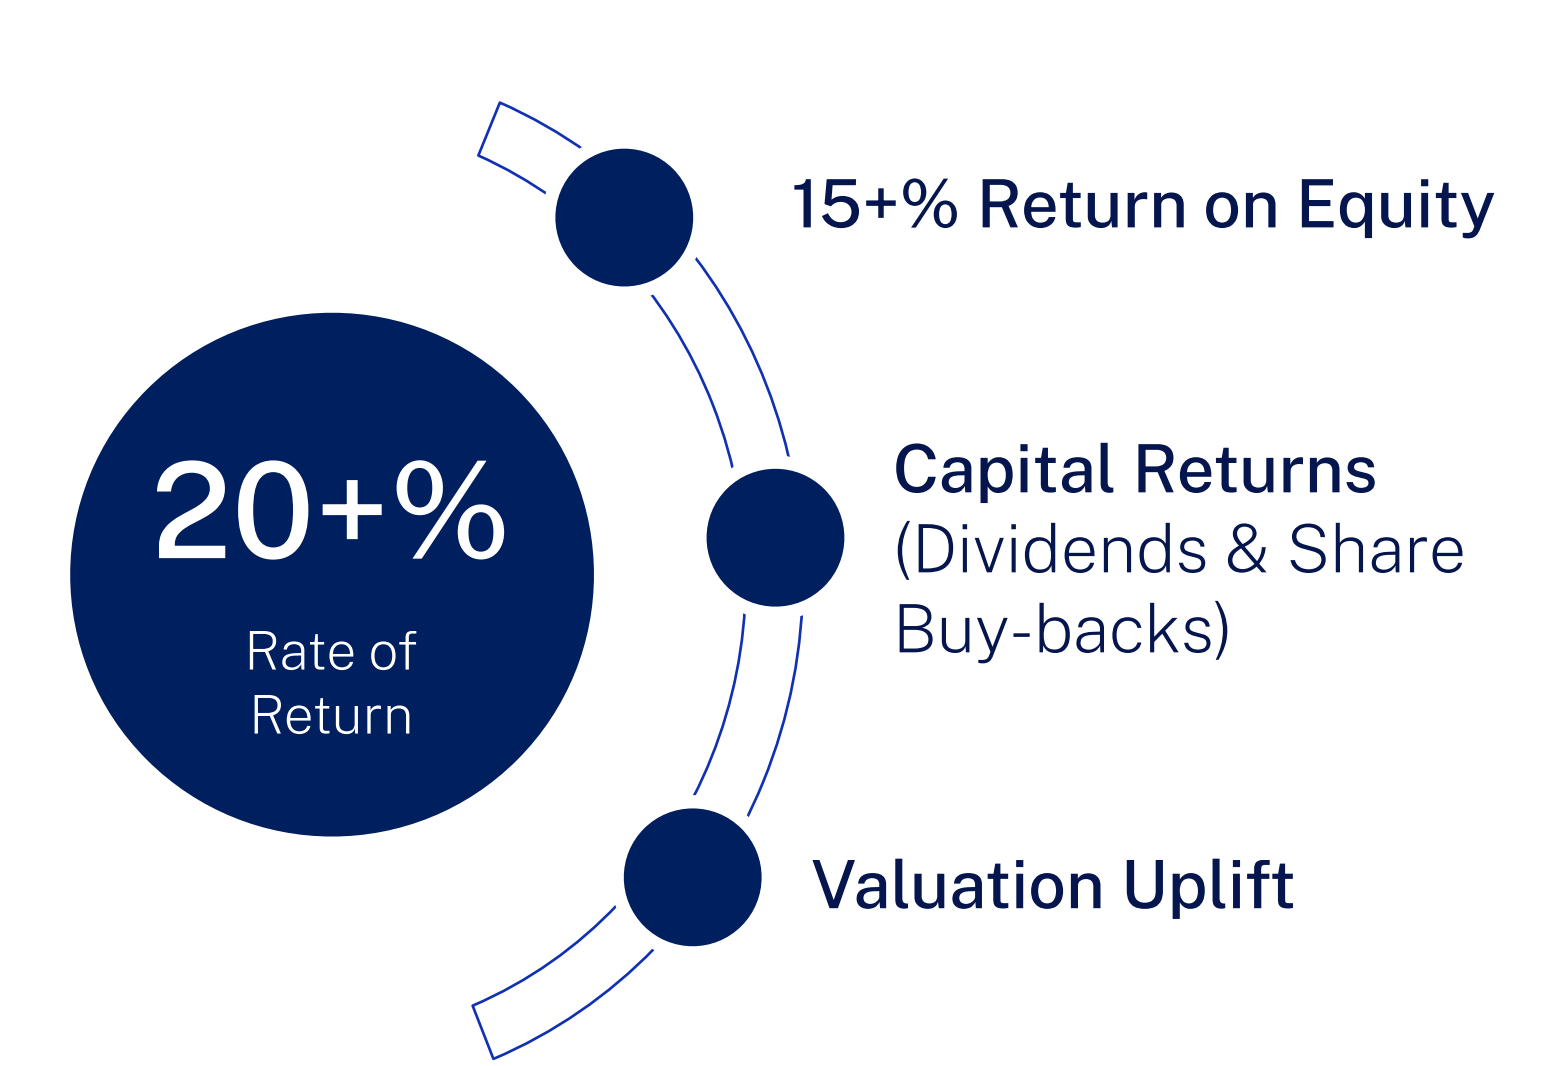 20+%
Rate of
Return
15+% Return on Equity
Capital Returns
(Dividends & Share
Buy-backs)
Valuation Uplift